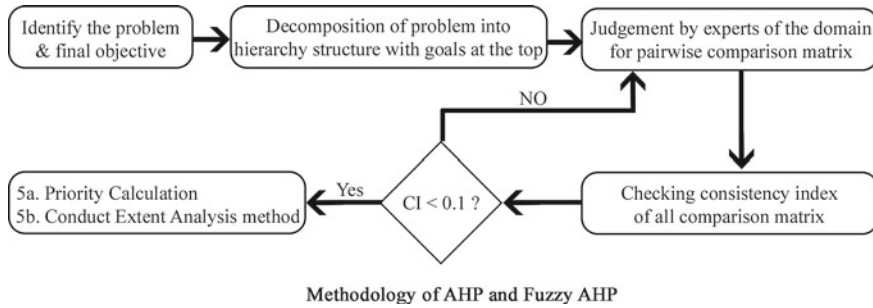 Identify the problem
& final objective
Decomposition of problem into
hierarchy structure with goals at the top
Judgement by experts of the domain
for pairwise comparison matrix
NO
Checking consistency index
of all comparison matrix
CI < 0.1 ?
Yes
5a. Priority Calculation
5b. Conduct Extent Analysis method
Methodology of AHP and Fuzzy AHP